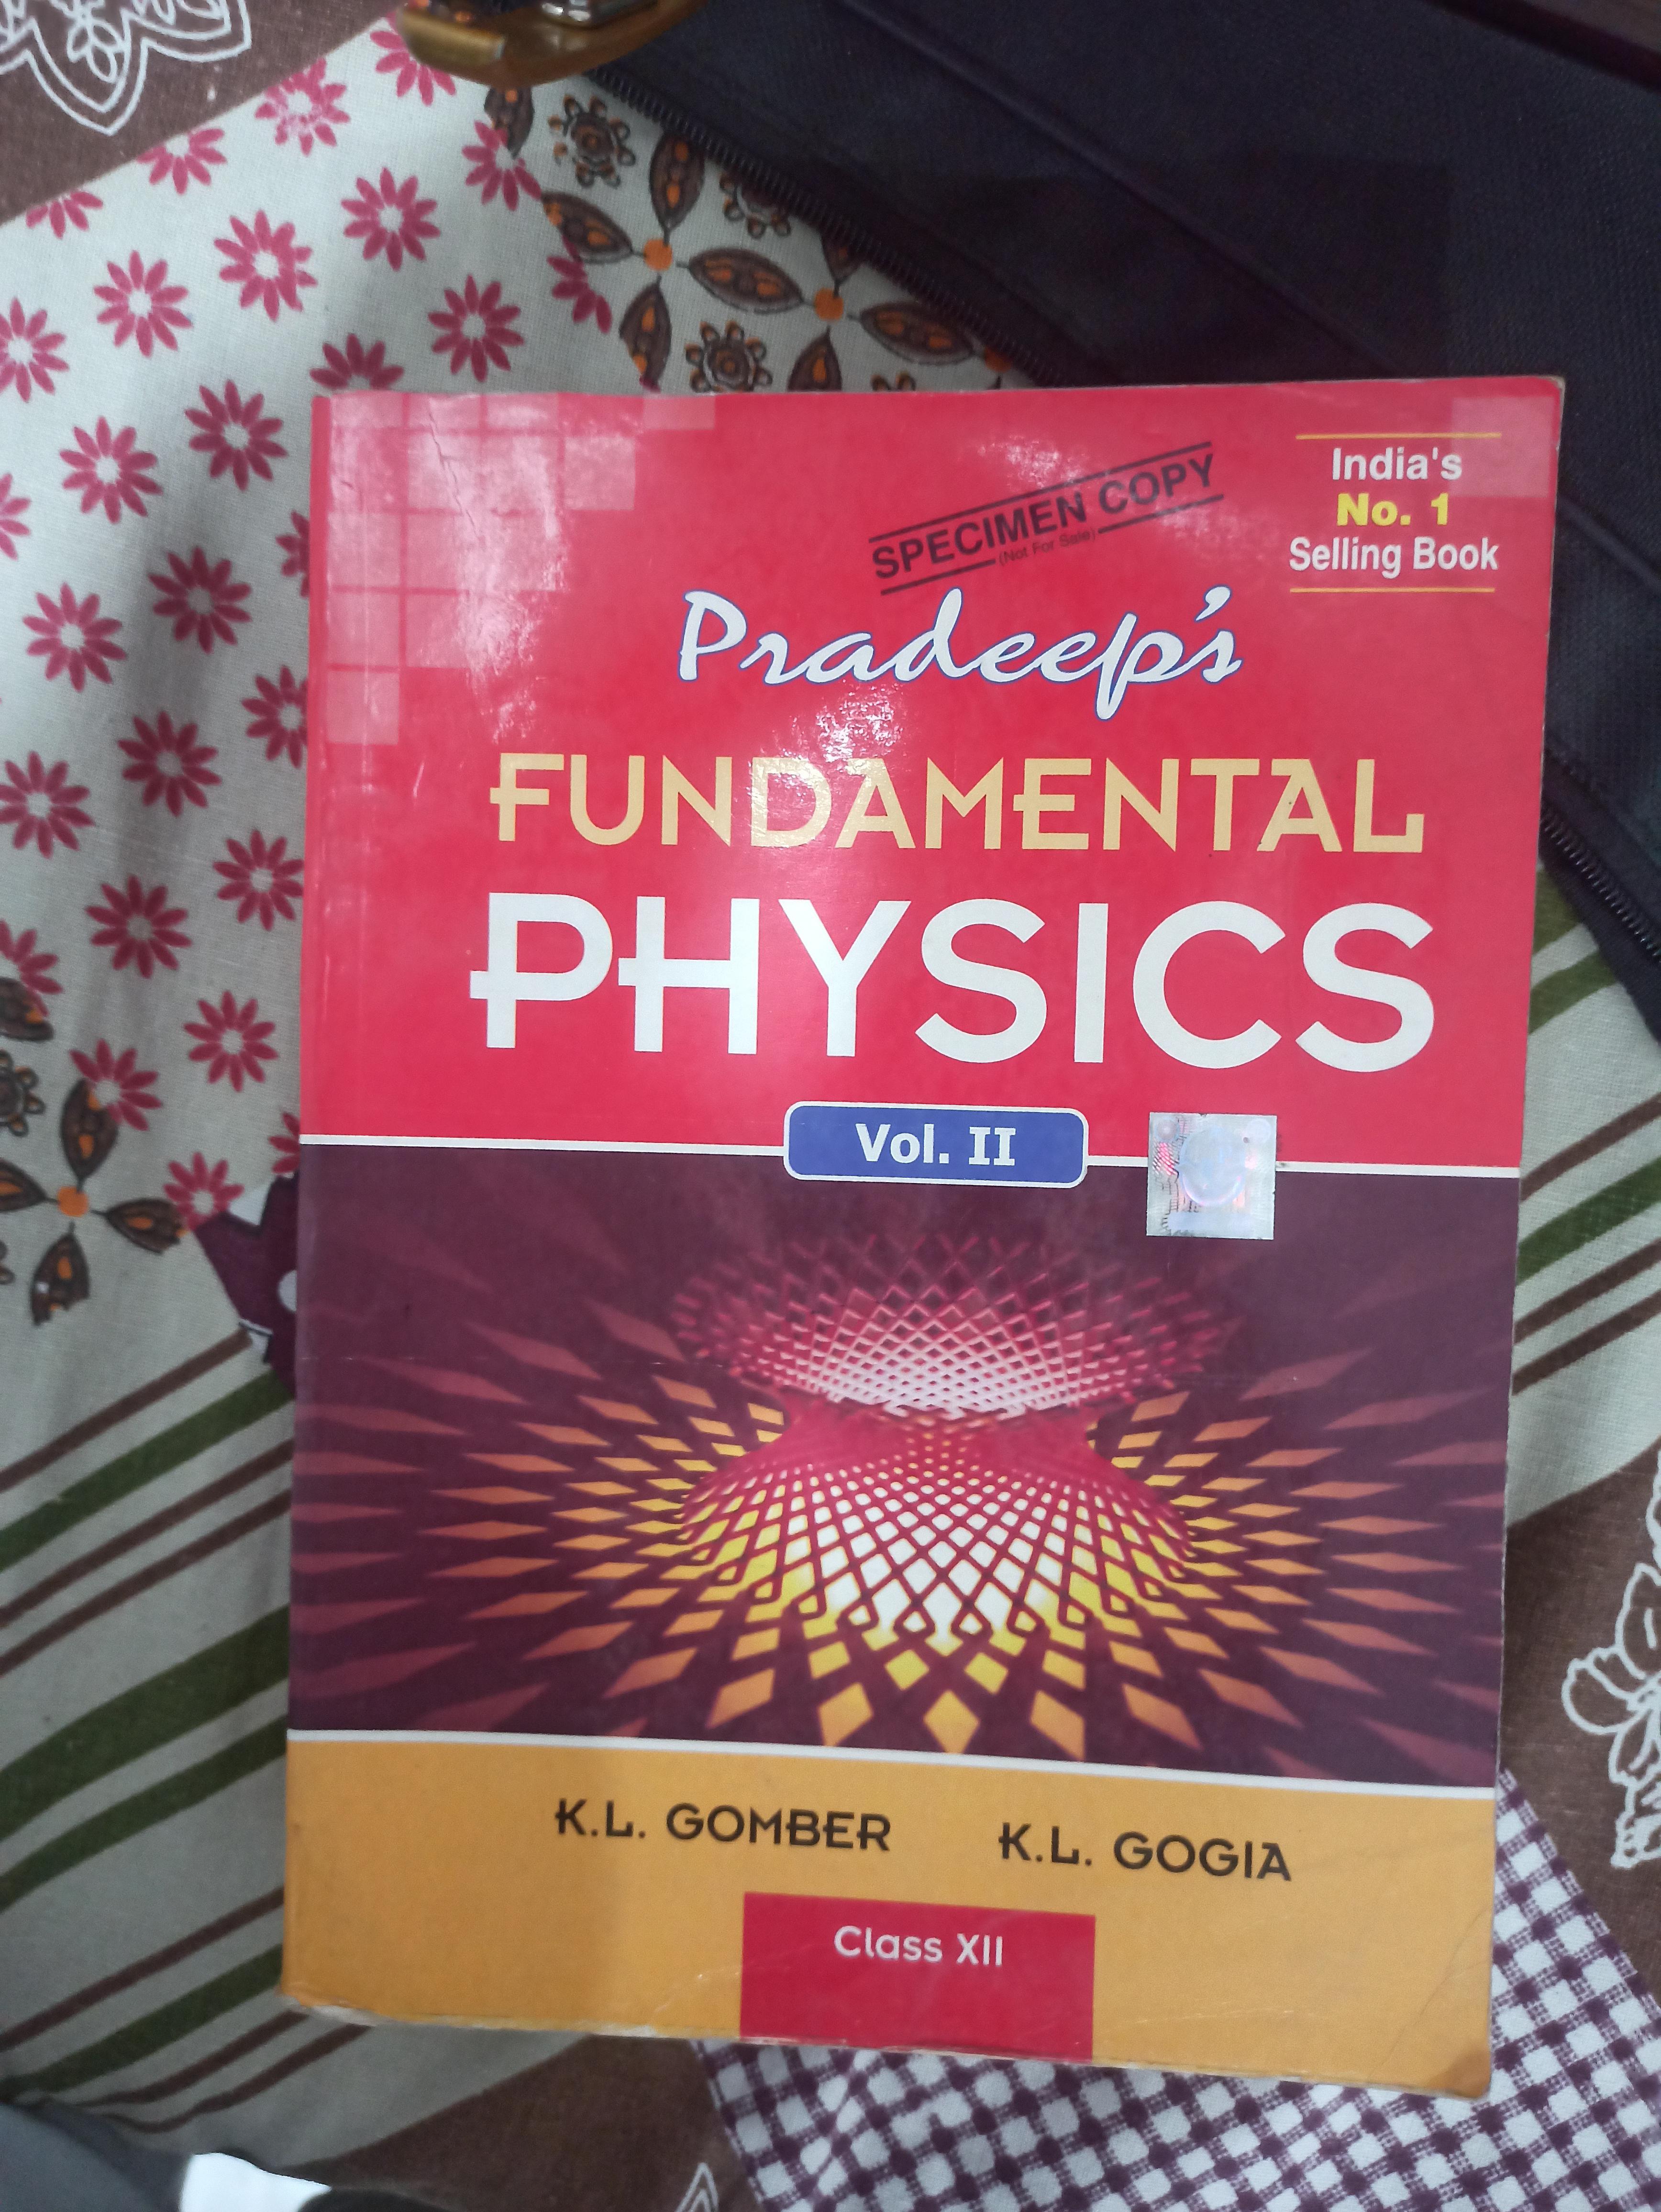 SPECIMEN COPY
(Not For Sale)
India's
No. 1
Selling Book
Pradeep's
FUNDAMENTAL
PHYSICS
Vol. II
K.L. GOMBER K.L. GOGIA
Class XII